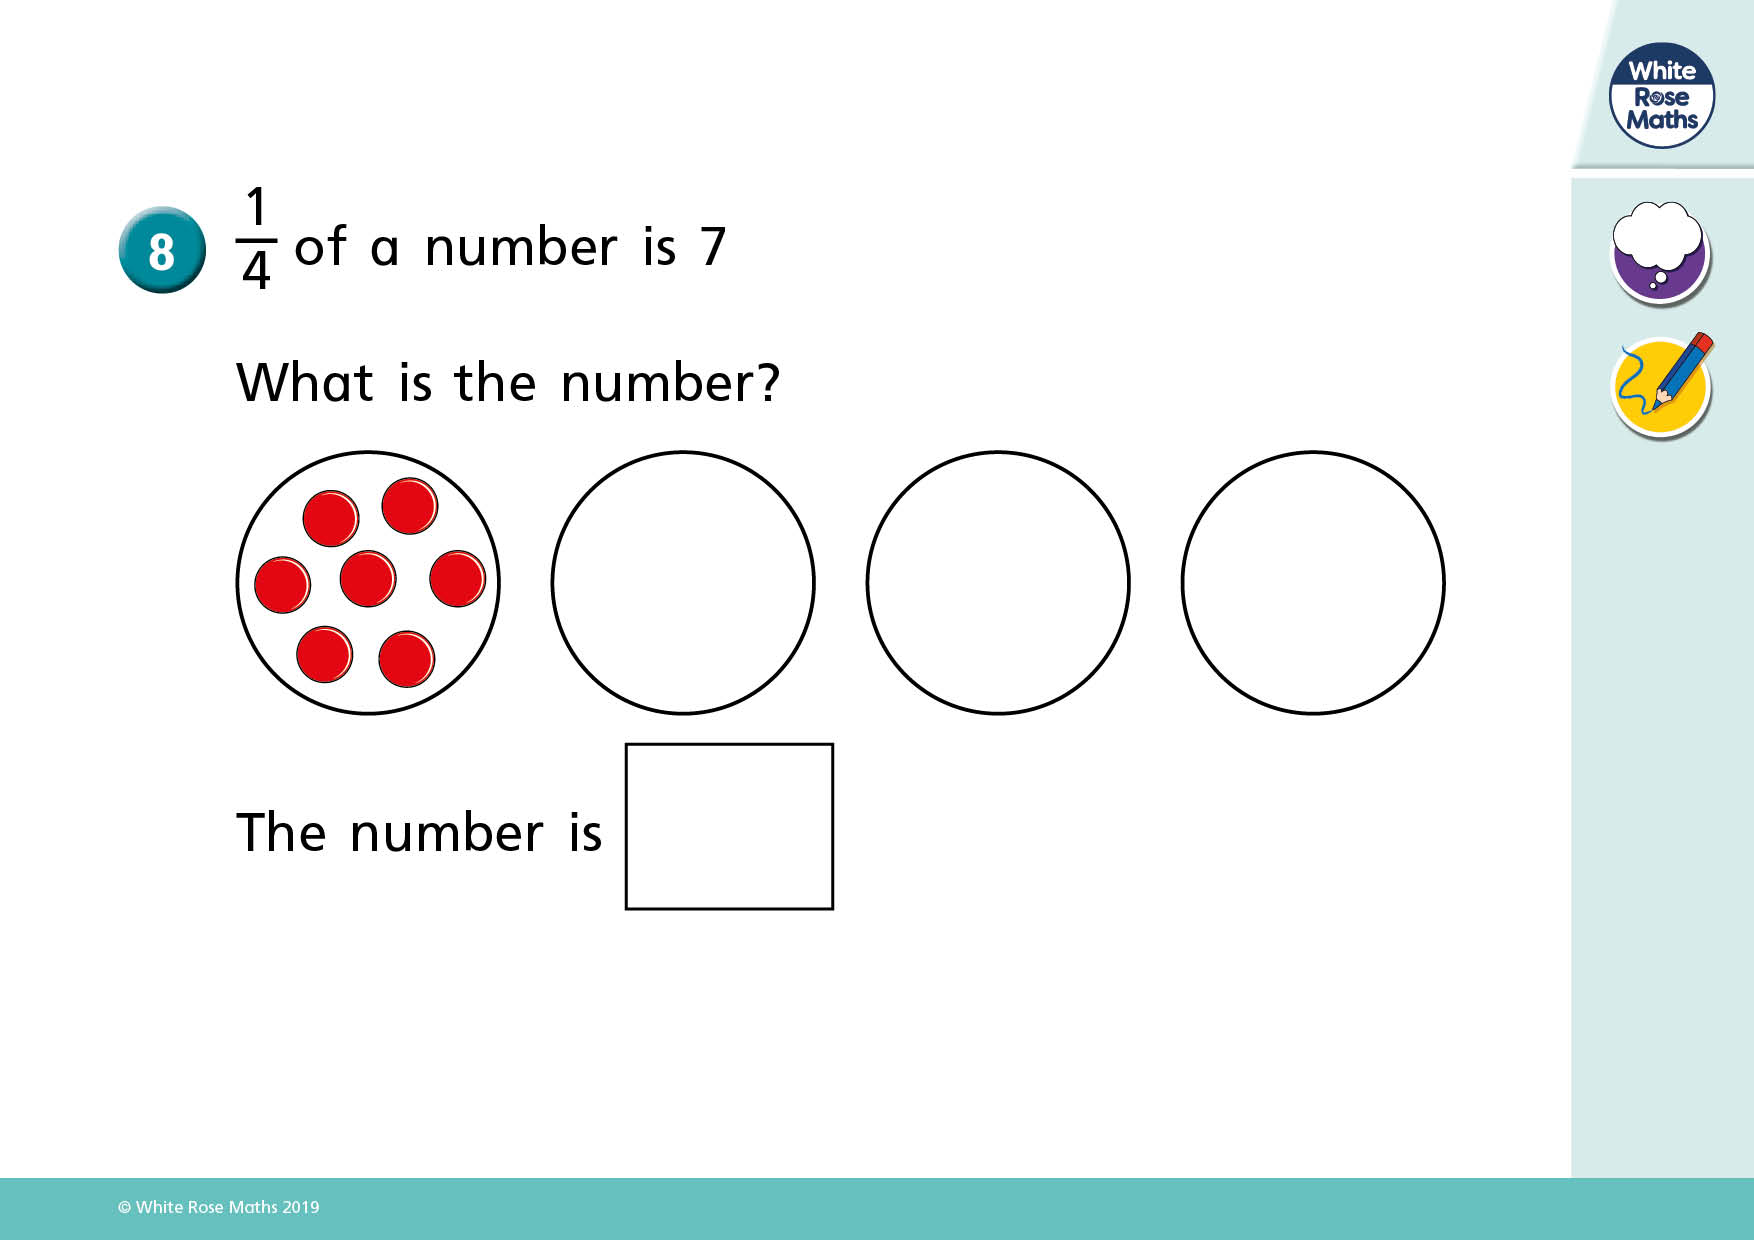 White
Rose
Maths
8 1/4 of a number is 7
What is the number?
The number is
© White Rose Maths 2019